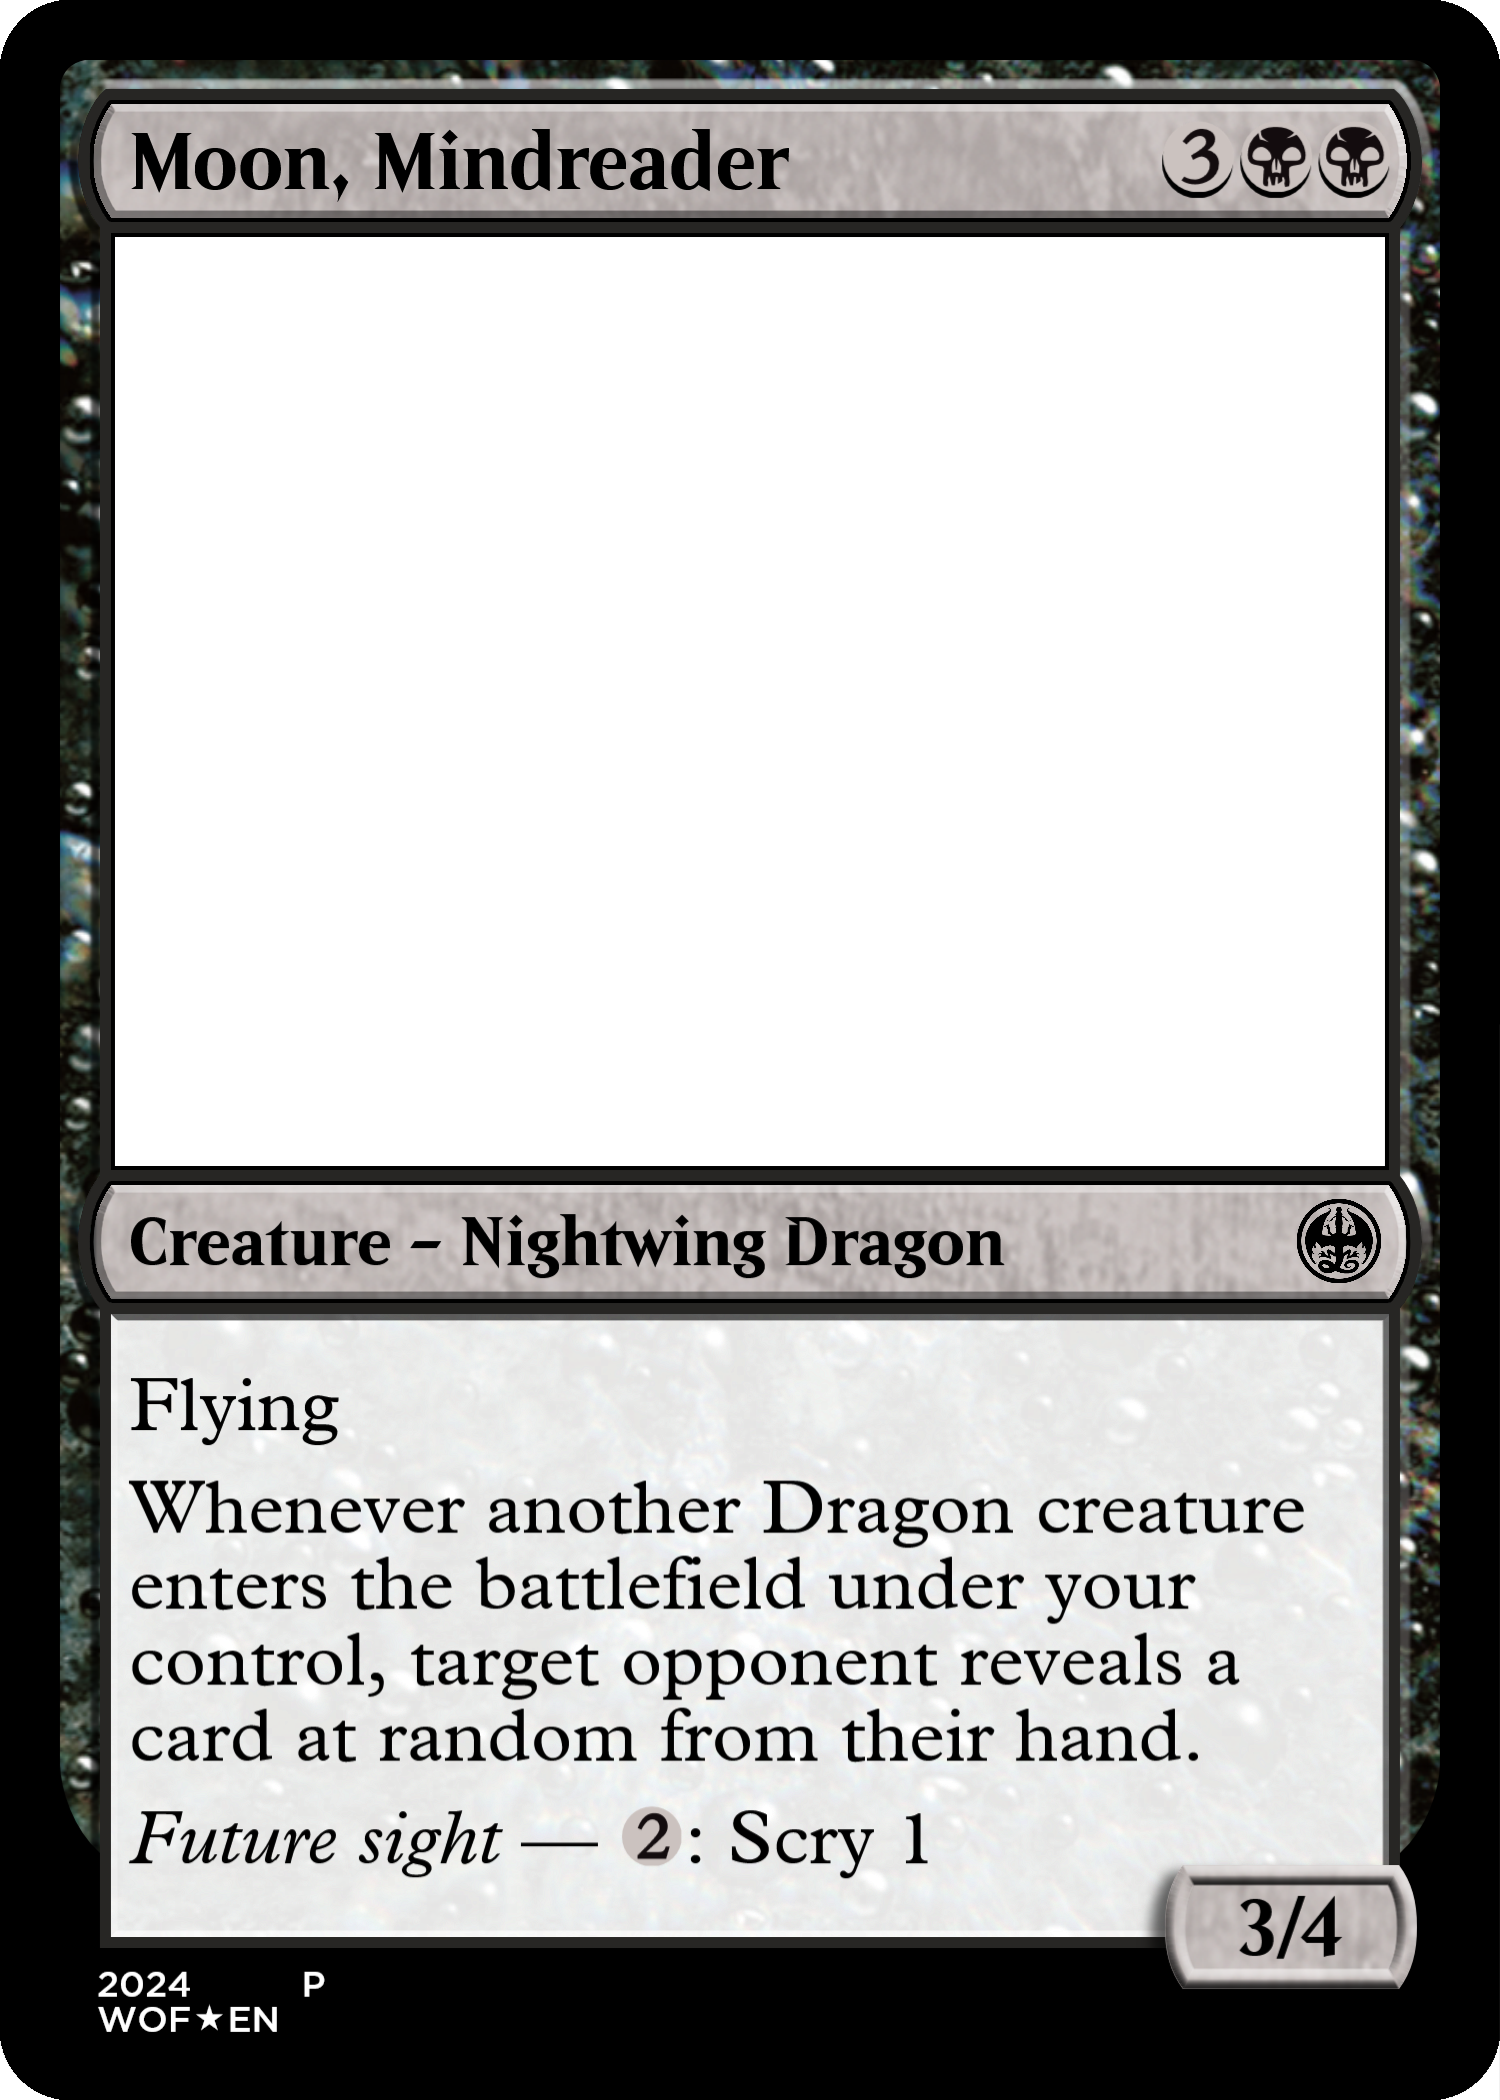 Moon, Mindreader 3
Creature – Nightwing Dragon
Flying
Whenever another Dragon creature
enters the battlefield under your
control, target opponent reveals a
card at random from their hand.
Future sight — 2: Scry 1
3/4
2024 P
WOF★EN